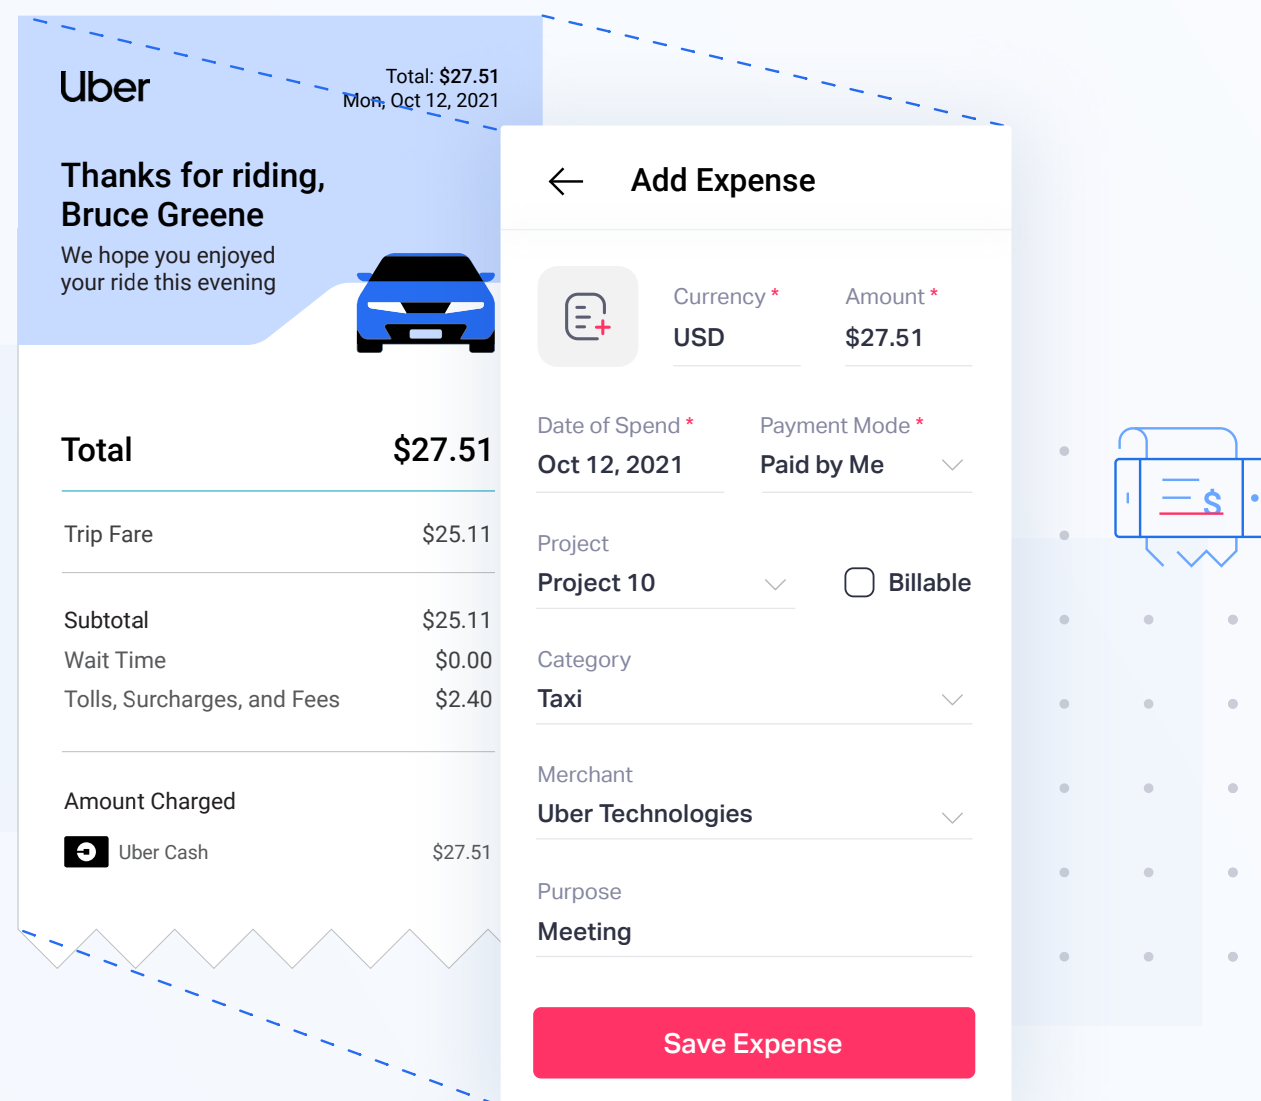 Uber
Total: $27.51
Mon, Oct 12, 2021
Thanks for riding,
Bruce Greene
We hope you enjoyed
your ride this evening
Total $27.51
Trip Fare $25.11
Subtotal $25.11
Wait Time $0.00
Tolls, Surcharges, and Fees $2.40
Amount Charged
Uber Cash $27.51
Add Expense
Currency * Amount *
USD $27.51
Date of Spend * Payment Mode *
Oct 12, 2021 Paid by Me
Project
Project 10 Billable
Category
Taxi
Merchant
Uber Technologies
Purpose
Meeting
Save Expense
$